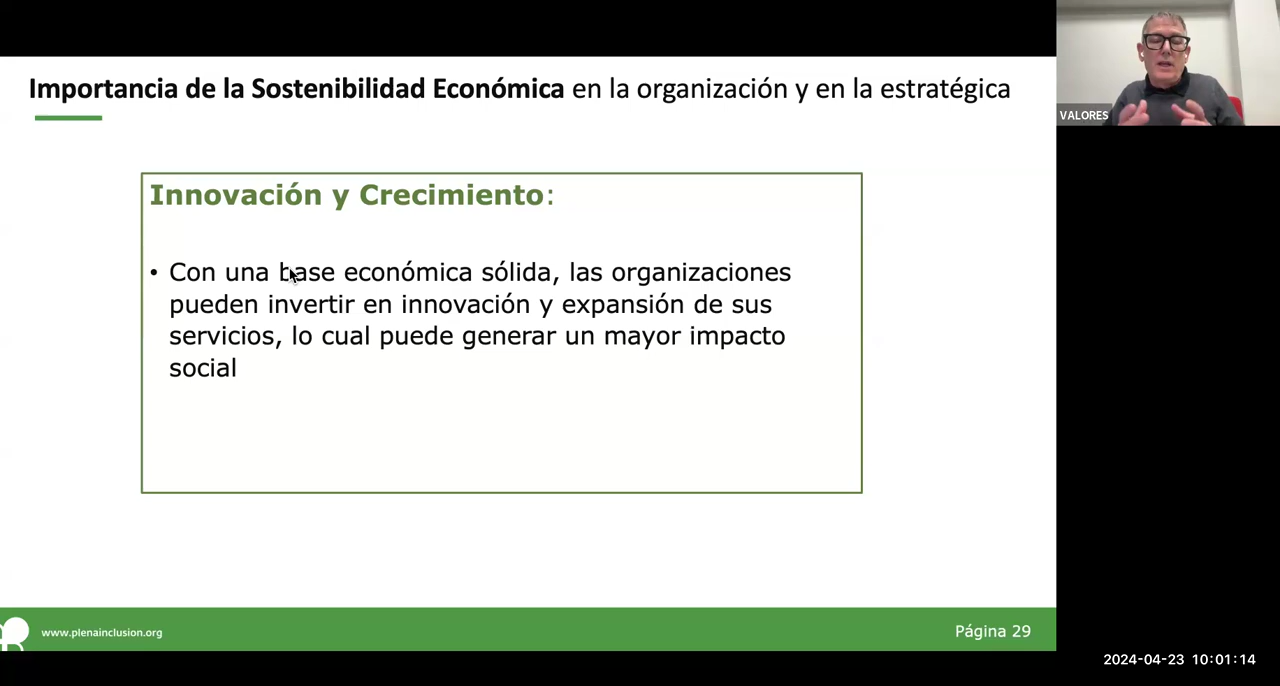 Importancia de la Sostenibilidad Económica en la organización y en la estratégica
VALORES
Innovación y Crecimiento:
• Con una base económica sólida, las organizaciones
pueden invertir en innovación y expansión de sus
servicios, lo cual puede generar un mayor impacto
social
www.plenainclusion.org
Página 29
2024-04-23 10:01:14